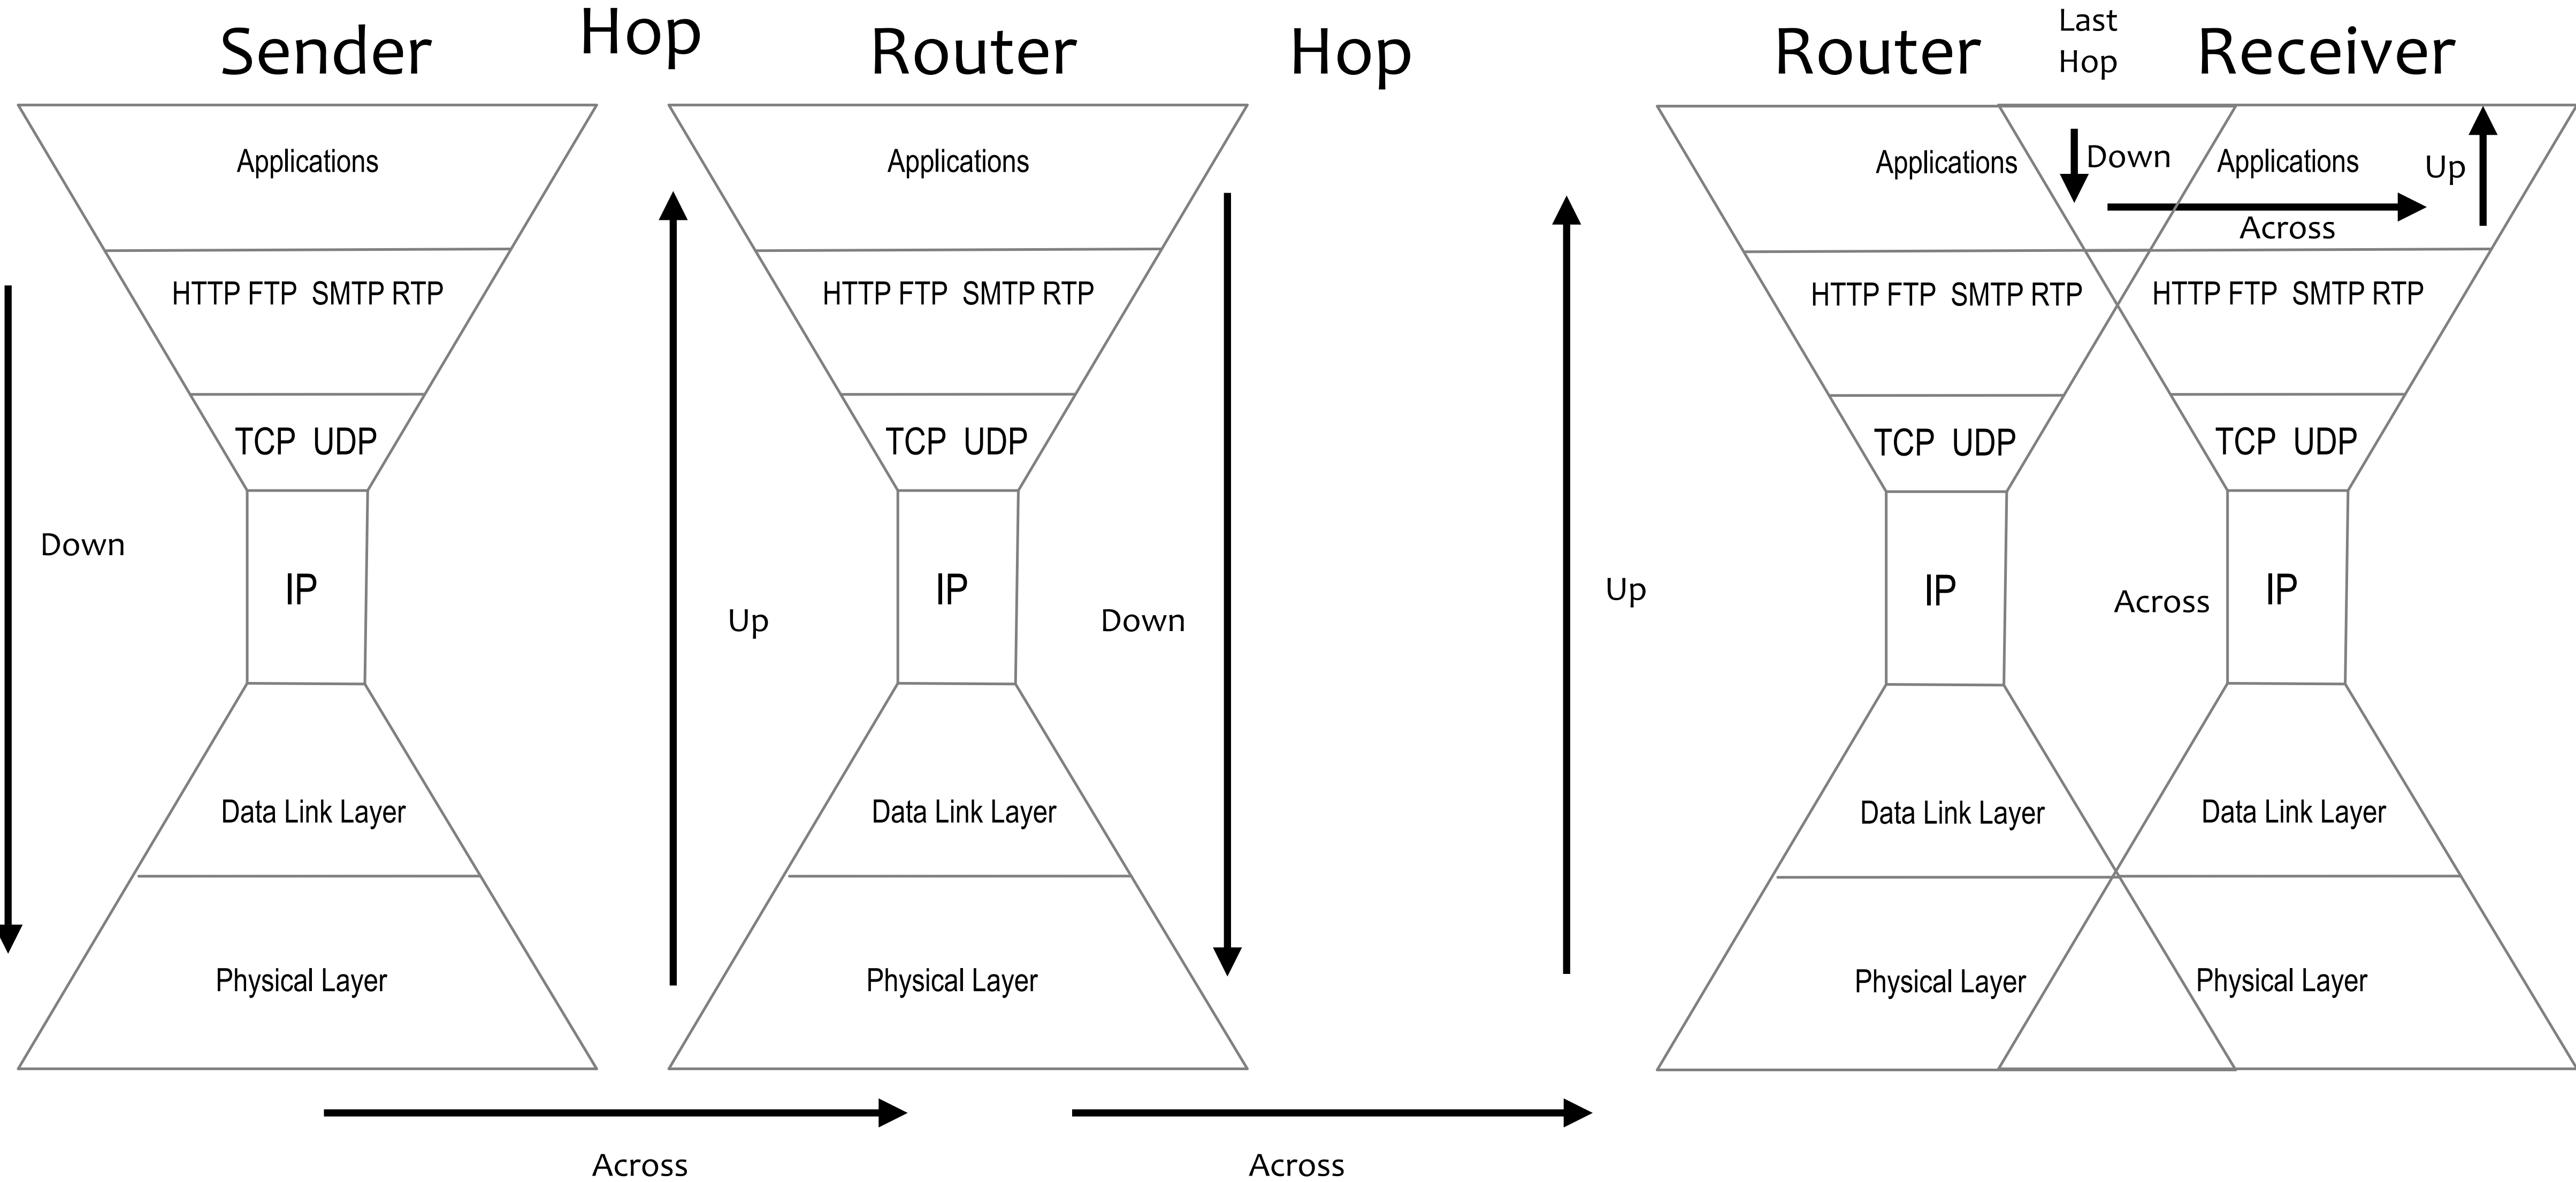 Sender
Hop
Router
Hop
Router
Last
Hop
Receiver
Applications
HTTP FTP SMTP RTP
TCP UDP
IP
Data Link Layer
Physical Layer
Down
Across
Up
Applications
HTTP FTP SMTP RTP
TCP UDP
IP
Data Link Layer
Physical Layer
Down
Across
Up
Applications
HTTP FTP SMTP RTP
TCP UDP
IP
Data Link Layer
Physical Layer
Down
Across
Up
Across
Applications
HTTP FTP SMTP RTP
TCP UDP
IP
Data Link Layer
Physical Layer